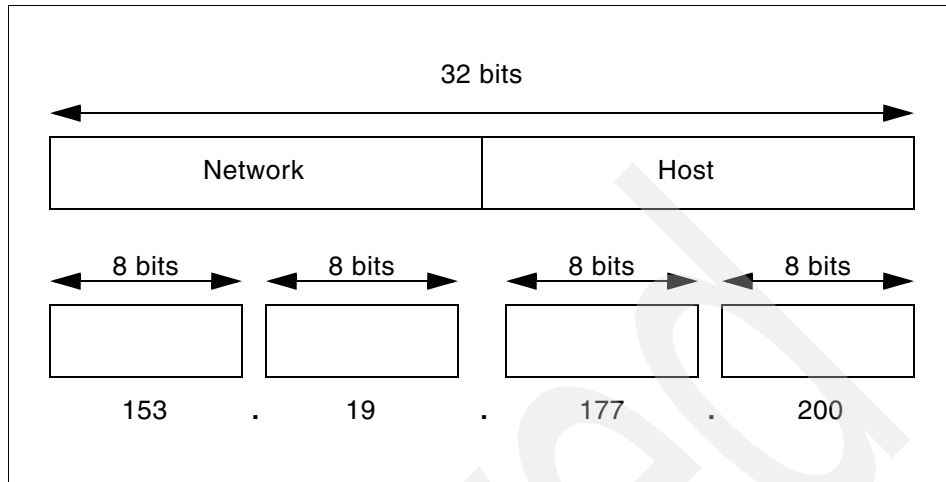 32 bits
Network Host
8 bits 8 bits 8 bits 8 bits
153 . 19 . 177 . 200